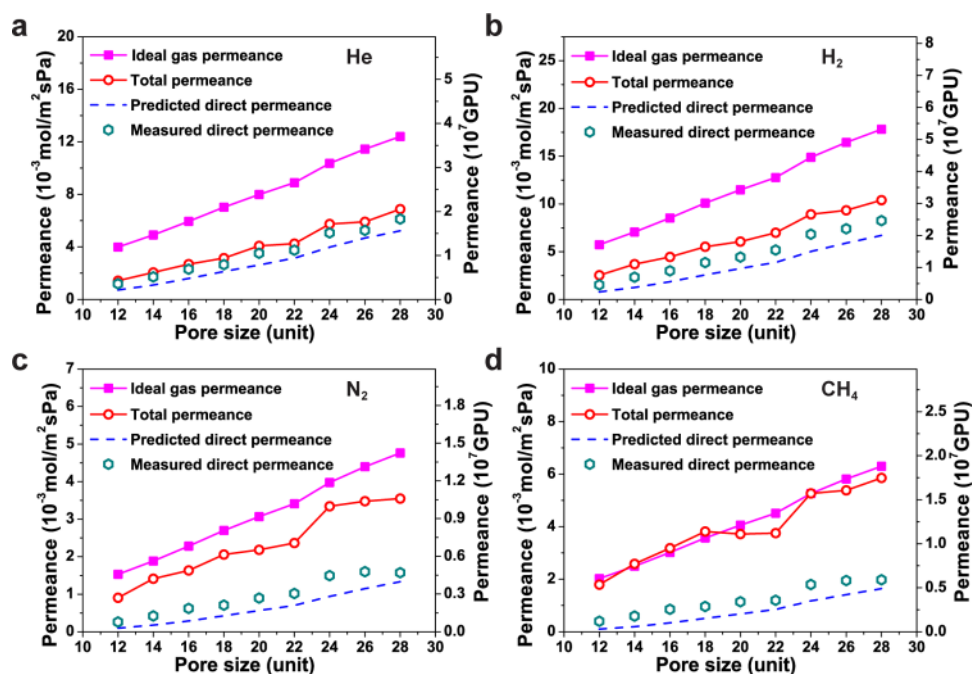 a
He
Ideal gas permeance
Total permeance
Predicted direct permeance
Measured direct permeance
Permeance (10⁻³mol/m²sPa)
Permeance (10⁷GPU)
20
16
12
8
4
0
5
4
3
2
1
0
10 12 14 16 18 20 22 24 26 28 30
Pore size (unit)
b
H₂
Ideal gas permeance
Total permeance
Predicted direct permeance
Measured direct permeance
Permeance (10⁻³mol/m²sPa)
Permeance (10⁷GPU)
25
20
15
10
5
0
8
7
6
5
4
3
2
1
0
10 12 14 16 18 20 22 24 26 28 30
Pore size (unit)
c
N₂
Ideal gas permeance
Total permeance
Predicted direct permeance
Measured direct permeance
Permeance (10⁻³mol/m²sPa)
Permeance (10⁷GPU)
7
6
5
4
3
2
1
0
1.8
1.5
1.2
0.9
0.6
0.3
0.0
10 12 14 16 18 20 22 24 26 28 30
Pore size (unit)
d
CH₄
Ideal gas permeance
Total permeance
Predicted direct permeance
Measured direct permeance
Permeance (10⁻³mol/m²sPa)
Permeance (10⁷GPU)
10
8
6
4
2
0
2.5
2.0
1.5
1.0
0.5
0.0
10 12 14 16 18 20 22 24 26 28 30
Pore size (unit)